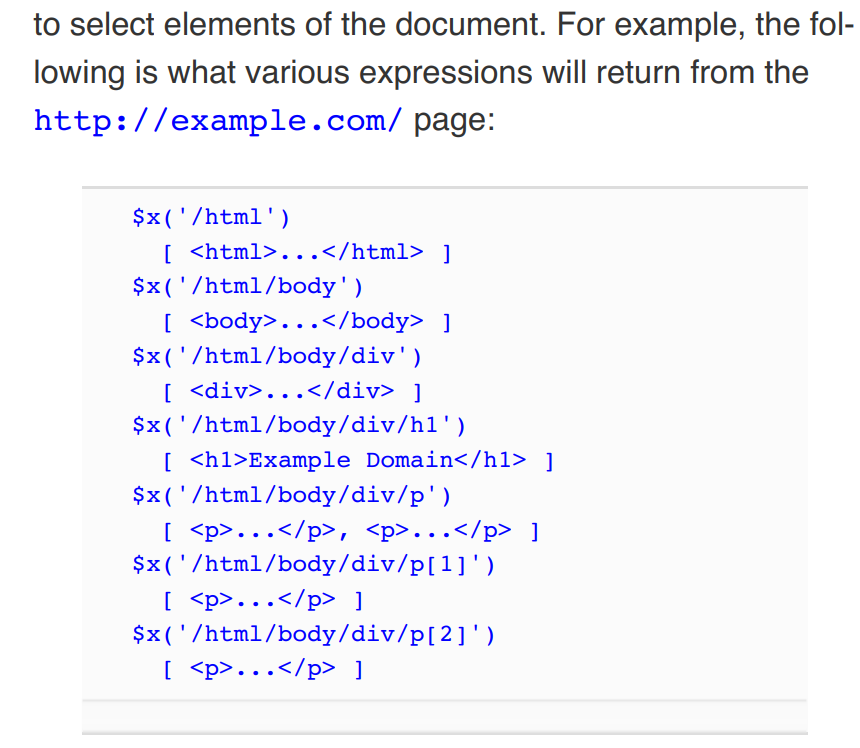 to select elements of the document. For example, the fol-
lowing is what various expressions will return from the
http://example.com/ page:
$x('/html')
[ <html>...</html> ]
$x('/html/body')
[ <body>...</body> ]
$x('/html/body/div')
[ <div>...</div> ]
$x('/html/body/div/h1')
[ <h1>Example Domain</h1> ]
$x('/html/body/div/p')
[ <p>...</p>, <p>...</p> ]
$x('/html/body/div/p[1]')
[ <p>...</p> ]
$x('/html/body/div/p[2]')
[ <p>...</p> ]